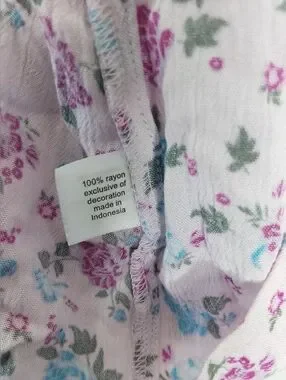 100% rayon
exclusive of
decoration
made in
Indonesia